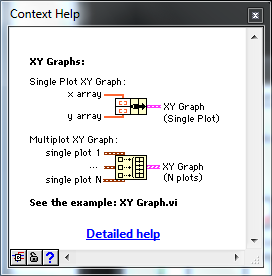 Context Help
XY Graphs:
Single Plot XY Graph:
x array
y array
XY Graph
(Single Plot)
Multiplot XY Graph:
single plot 1
...
single plot N
XY Graph
(N plots)
See the example: XY Graph.vi
Detailed help
?